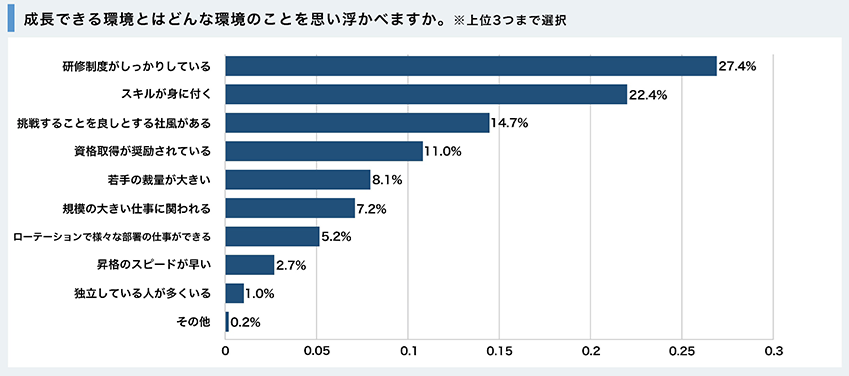 成長できる環境とはどんな環境のことを思い浮かべますか。※上位3つまで選択
研修制度がしっかりしている 27.4%
スキルが身に付く 22.4%
挑戦することを良しとする社風がある 14.7%
資格取得が奨励されている 11.0%
若手の裁量が大きい 8.1%
規模の大きい仕事に関われる 7.2%
ローテーションで様々な部署の仕事ができる 5.2%
昇格のスピードが早い 2.7%
独立している人が多くいる 1.0%
その他 0.2%
0 0.05 0.1 0.15 0.2 0.25 0.3